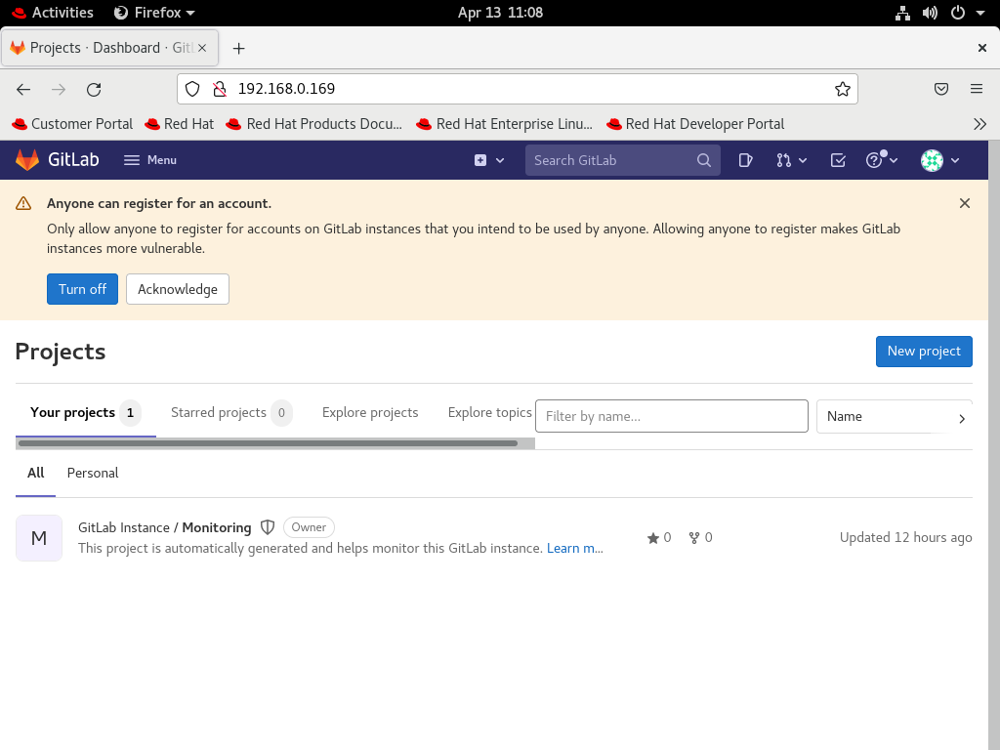 Activities Firefox Apr 13 11:08
Projects · Dashboard · Git
192.168.0.169
Customer Portal Red Hat Red Hat Products Docu... Red Hat Enterprise Linu... Red Hat Developer Portal
GitLab Menu Search GitLab
Anyone can register for an account.
Only allow anyone to register for accounts on GitLab instances that you intend to be used by anyone. Allowing anyone to register makes GitLab
instances more vulnerable.
Turn off Acknowledge
Projects New project
Your projects 1 Starred projects 0 Explore projects Explore topics Filter by name... Name
All Personal
M GitLab Instance / Monitoring Owner
This project is automatically generated and helps monitor this GitLab instance. Learn m...
0 0 Updated 12 hours ago